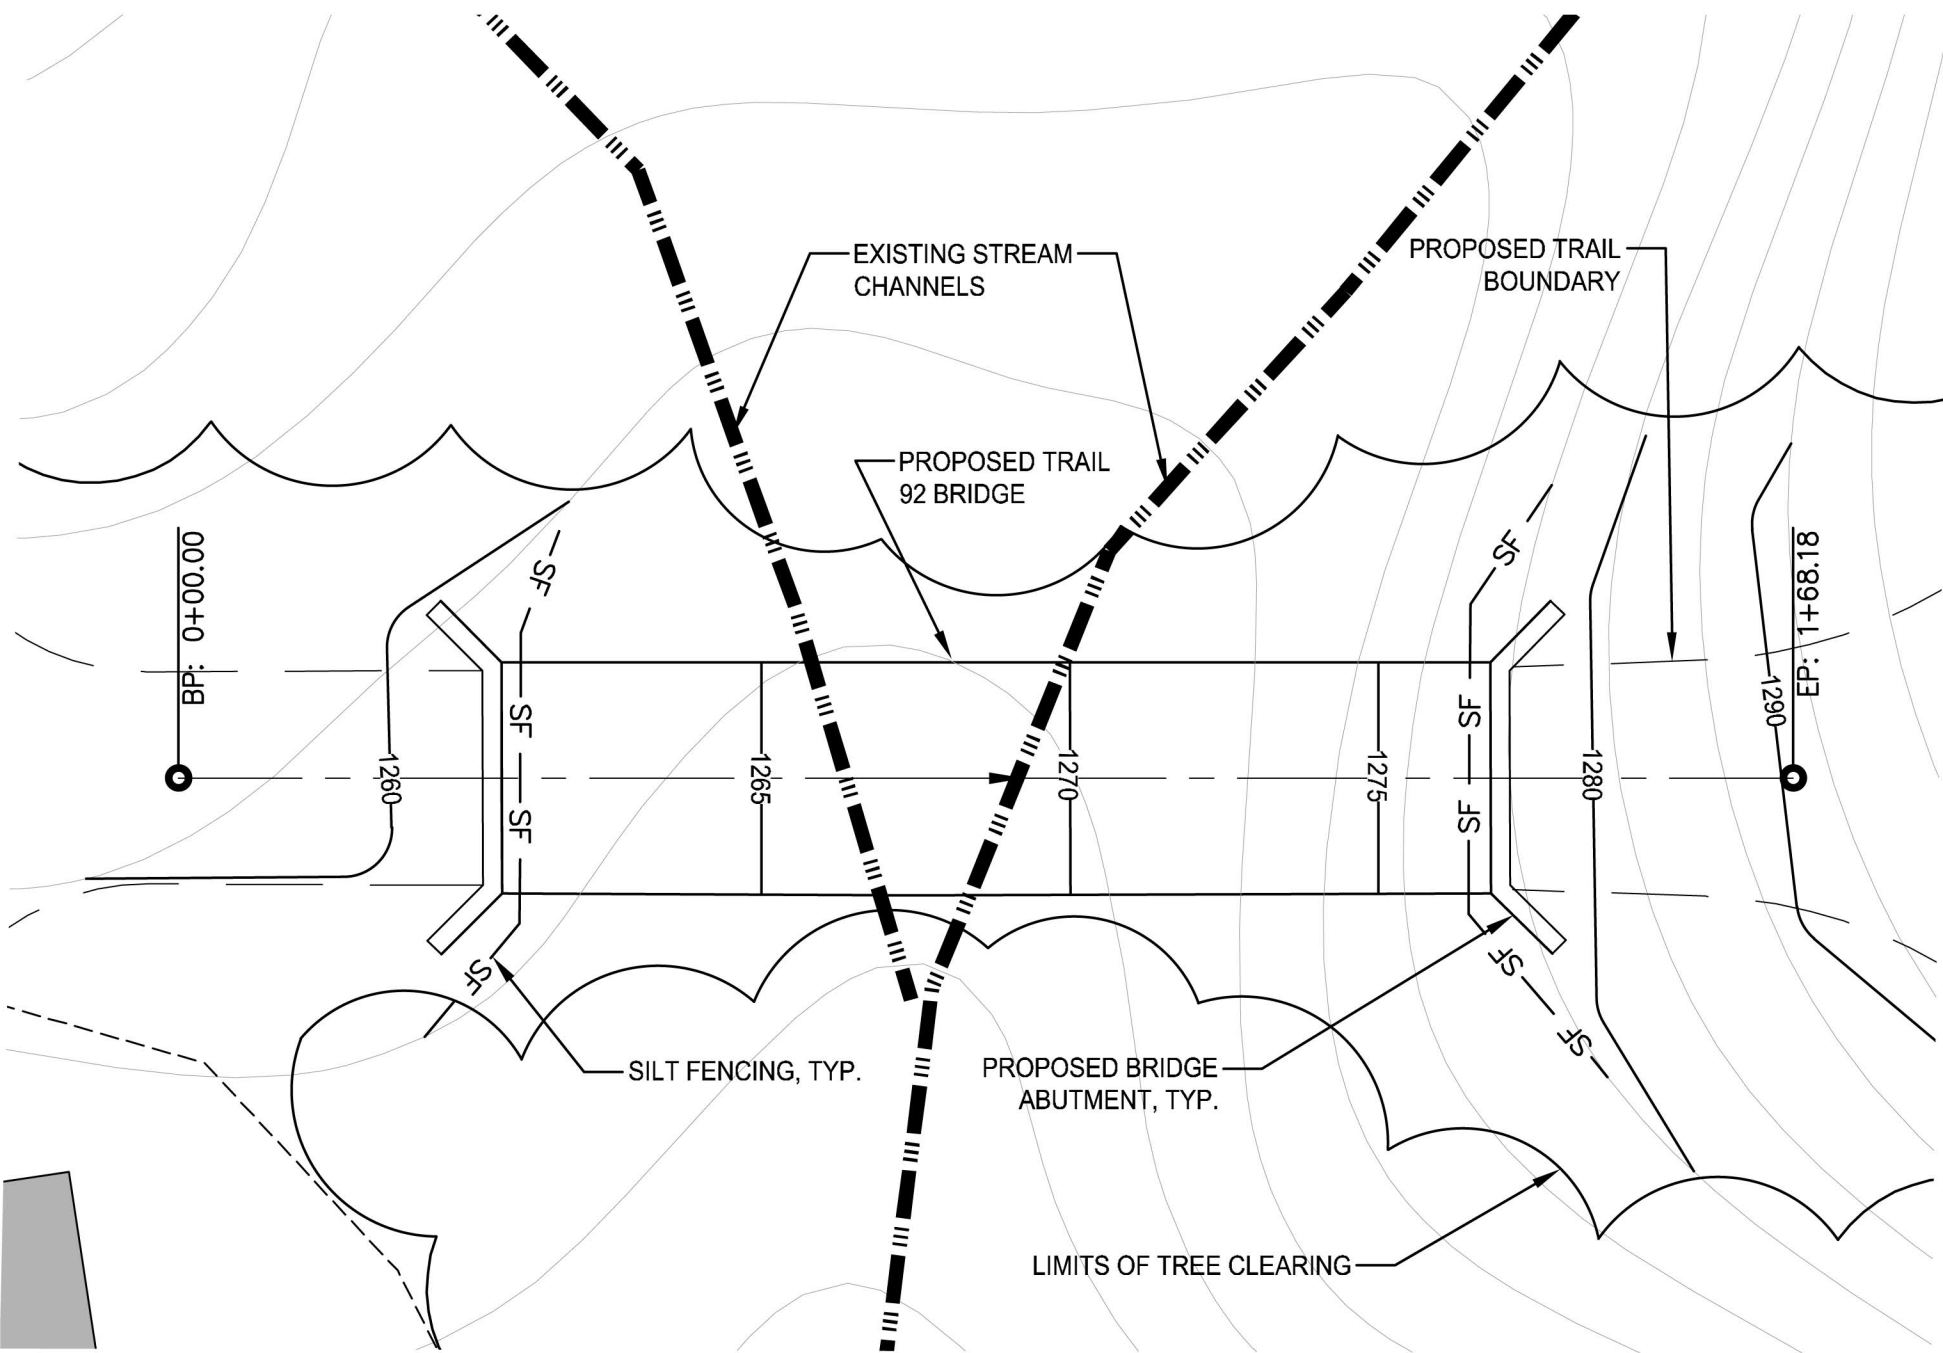 EXISTING STREAM
CHANNELS
PROPOSED TRAIL
BOUNDARY
PROPOSED TRAIL
92 BRIDGE
BP: 0+00.00
EP: 1+68.18
SF
SF
SF
SF
SF
SF
SF
SF
SF
1260
1265
1270
1275
1280
1290
SILT FENCING, TYP.
PROPOSED BRIDGE
ABUTMENT, TYP.
LIMITS OF TREE CLEARING